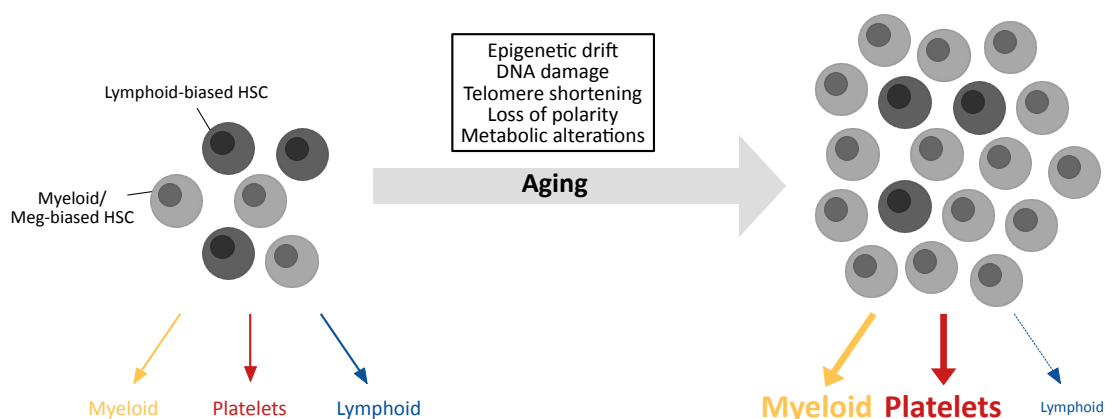 Epigenetic drift
DNA damage
Telomere shortening
Loss of polarity
Metabolic alterations
Lymphoid-biased HSC
Aging
Myeloid/
Meg-biased HSC
Myeloid
Platelets
Lymphoid
Myeloid
Platelets
Lymphoid